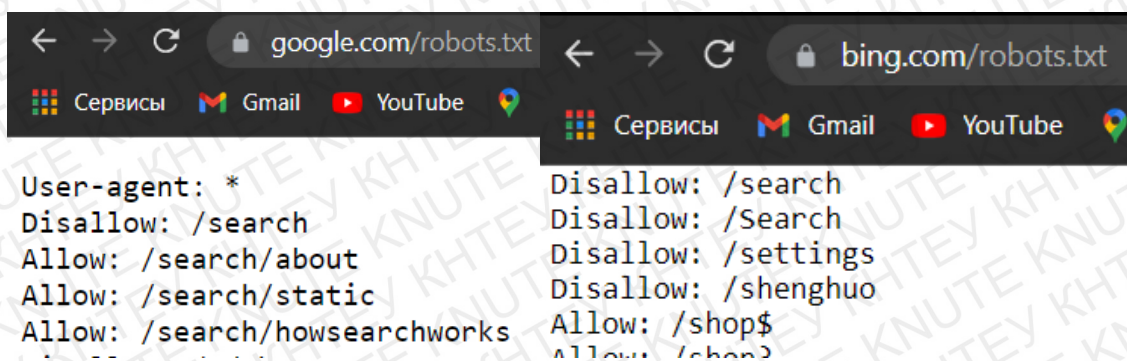 google.com/robots.txt
Сервисы Gmail YouTube
User-agent: *
Disallow: /search
Allow: /search/about
Allow: /search/static
Allow: /search/howsearchworks
bing.com/robots.txt
Сервисы Gmail YouTube
Disallow: /search
Disallow: /Search
Disallow: /settings
Disallow: /shenghuo
Allow: /shop$